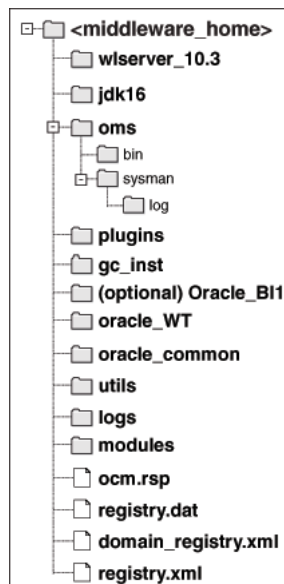 <middleware_home>
wlserver_10.3
jdk16
oms
bin
sysman
log
plugins
gc_inst
(optional) Oracle_BI1
oracle_WT
oracle_common
utils
logs
modules
ocm.rsp
registry.dat
domain_registry.xml
registry.xml